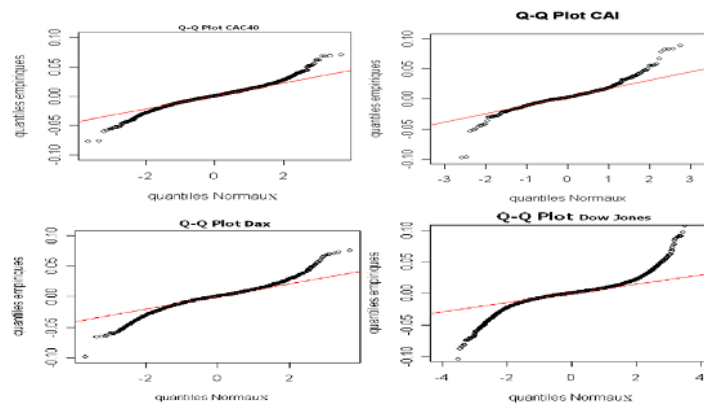 Q-Q Plot CAC40
quantiles empiriques
0.10
0.05
0.00
-0.05
-0.10
-2 0 2
quantiles Normaux
Q-Q Plot CAI
quantiles empiriques
0.10
0.05
0.00
-0.05
-0.10
-3 -2 -1 0 1 2 3
quantiles Normaux
Q-Q Plot Dax
quantiles empiriques
0.10
0.05
0.00
-0.05
-0.10
-2 0 2
quantiles Normaux
Q-Q Plot Dow Jones
quantiles empiriques
0.10
0.05
0.00
-0.05
-0.10
-4 -2 0 2 4
quantiles Normaux